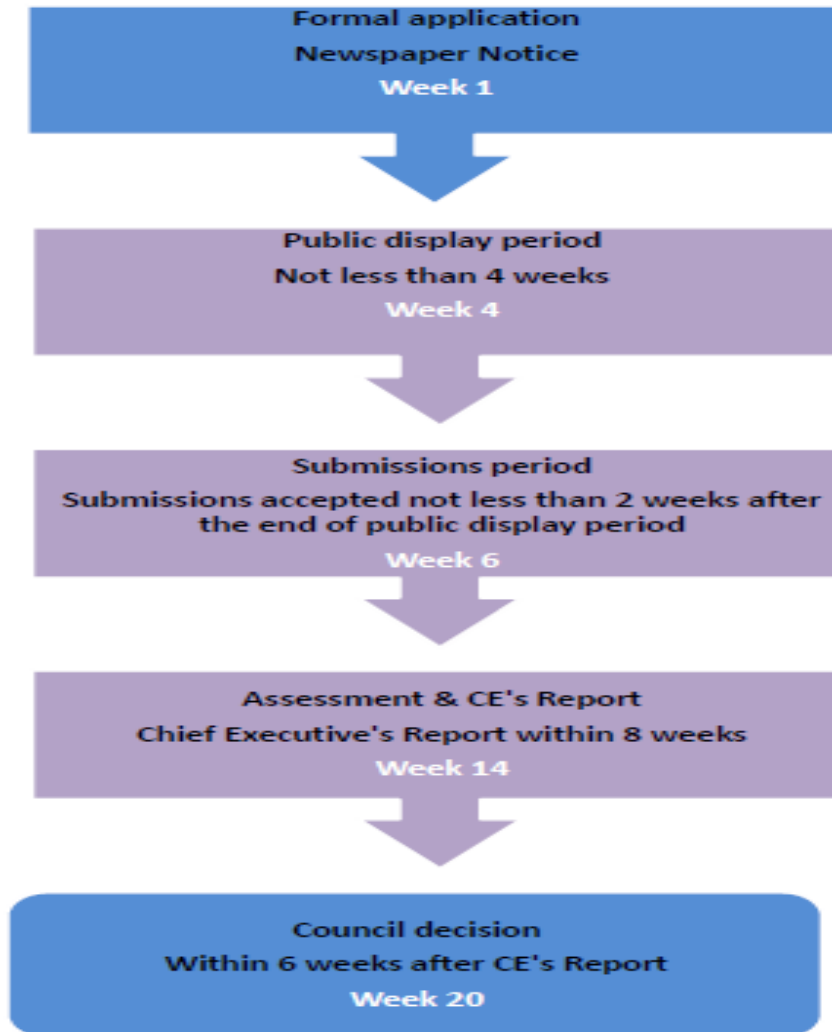 Formal application
Newspaper Notice
Week 1
Public display period
Not less than 4 weeks
Week 4
Submissions period
Submissions accepted not less than 2 weeks after
the end of public display period
Week 6
Assessment & CE's Report
Chief Executive's Report within 8 weeks
Week 14
Council decision
Within 6 weeks after CE's Report
Week 20